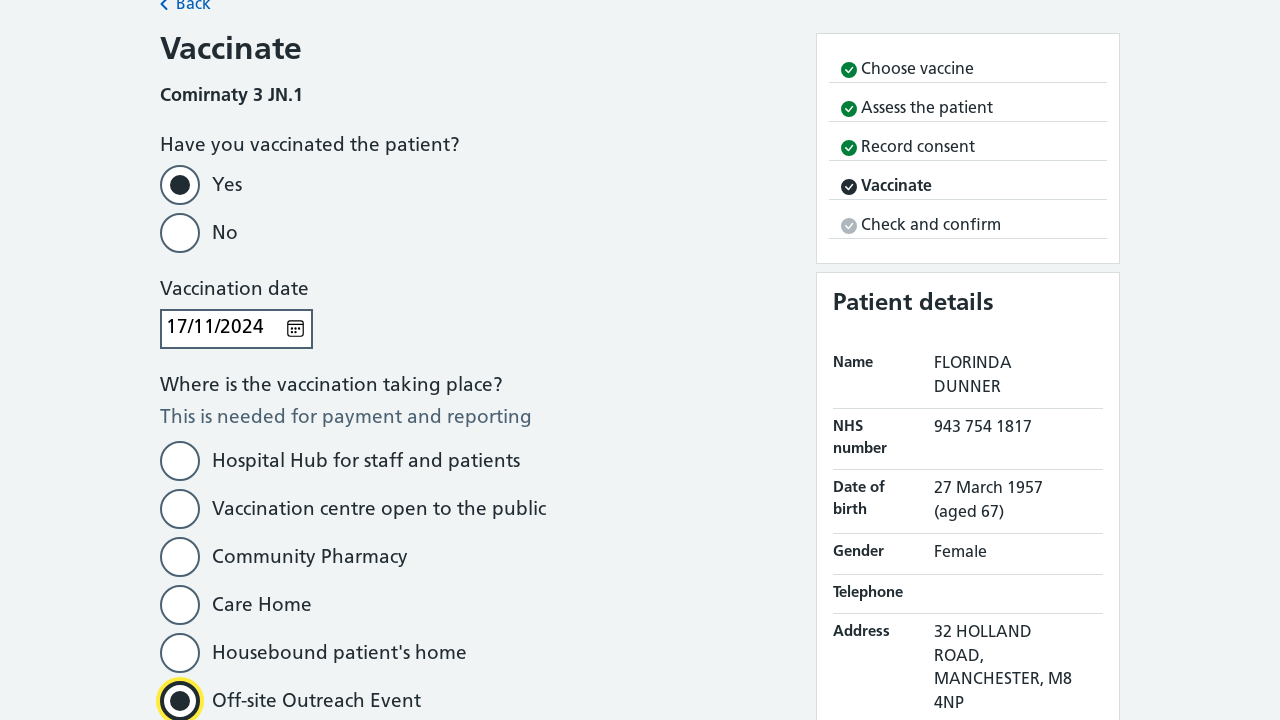 Back
Vaccinate
Comirnaty 3 JN.1
Have you vaccinated the patient?
Yes
No
Vaccination date
17/11/2024
Where is the vaccination taking place?
This is needed for payment and reporting
Hospital Hub for staff and patients
Vaccination centre open to the public
Community Pharmacy
Care Home
Housebound patient's home
Off-site Outreach Event
Choose vaccine
Assess the patient
Record consent
Vaccinate
Check and confirm
Patient details
Name FLORINDA
DUNNER
NHS 943 754 1817
number
Date of 27 March 1957
birth (aged 67)
Gender Female
Telephone
Address 32 HOLLAND
ROAD,
MANCHESTER, M8
4NP